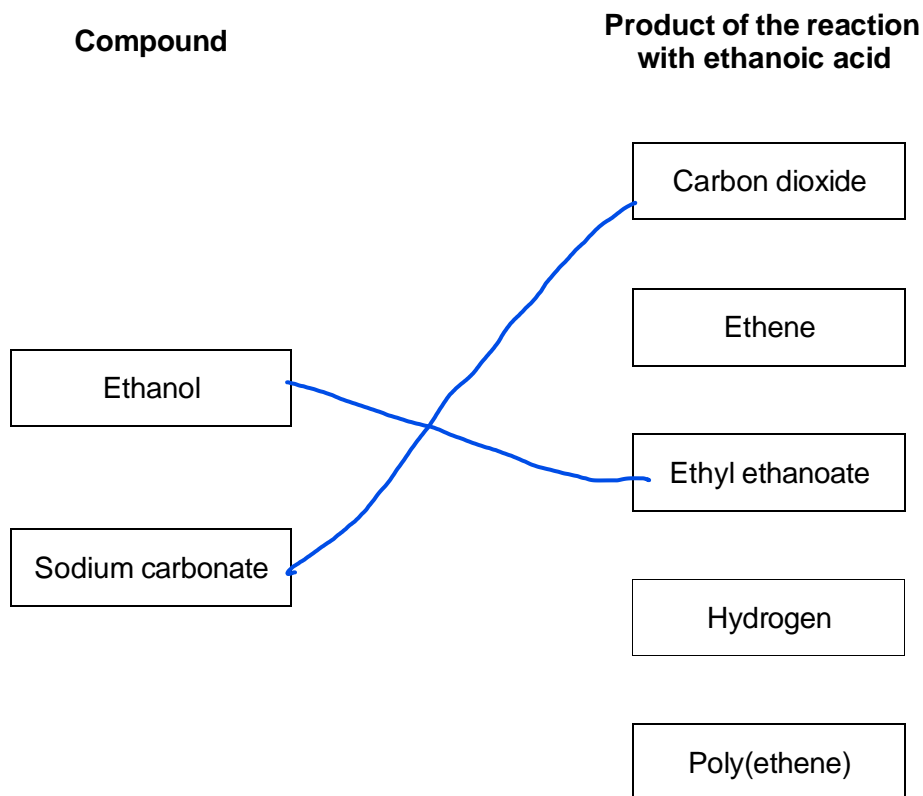 Compound
Product of the reaction
with ethanoic acid
Carbon dioxide
Ethene
Ethanol
Ethyl ethanoate
Sodium carbonate
Hydrogen
Poly(ethene)